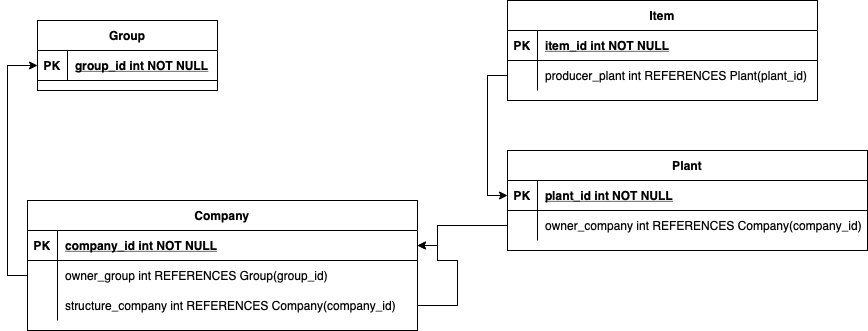 Group
PK group_id int NOT NULL
Item
PK item_id int NOT NULL
producer_plant int REFERENCES Plant(plant_id)
Plant
PK plant_id int NOT NULL
owner_company int REFERENCES Company(company_id)
Company
PK company_id int NOT NULL
owner_group int REFERENCES Group(group_id)
structure_company int REFERENCES Company(company_id)